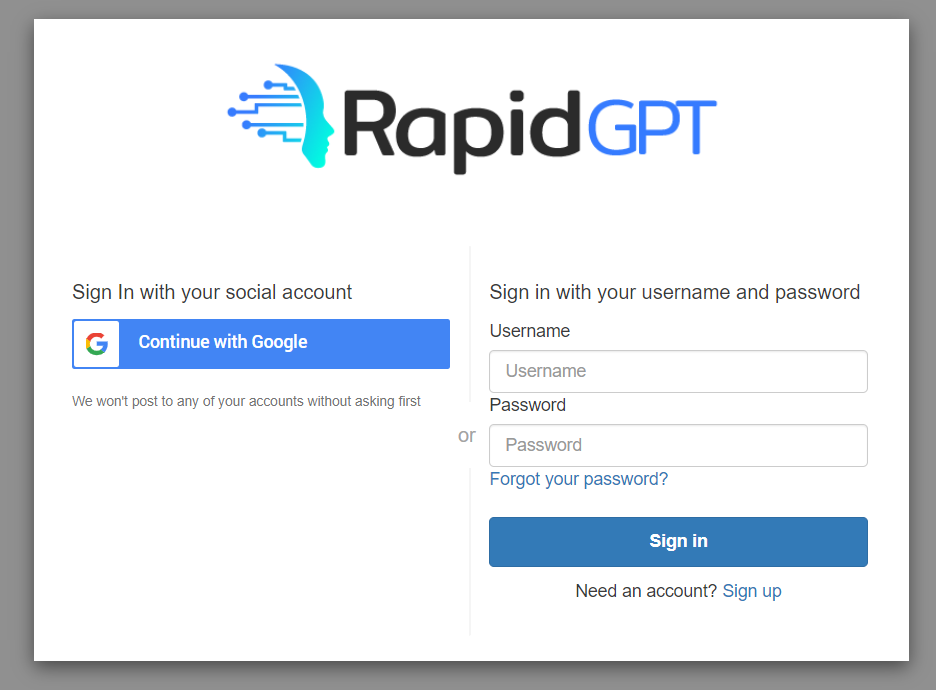 RapidGPT
Sign In with your social account
Continue with Google
We won't post to any of your accounts without asking first
or
Sign in with your username and password
Username
Username
Password
Password
Forgot your password?
Sign in
Need an account? Sign up